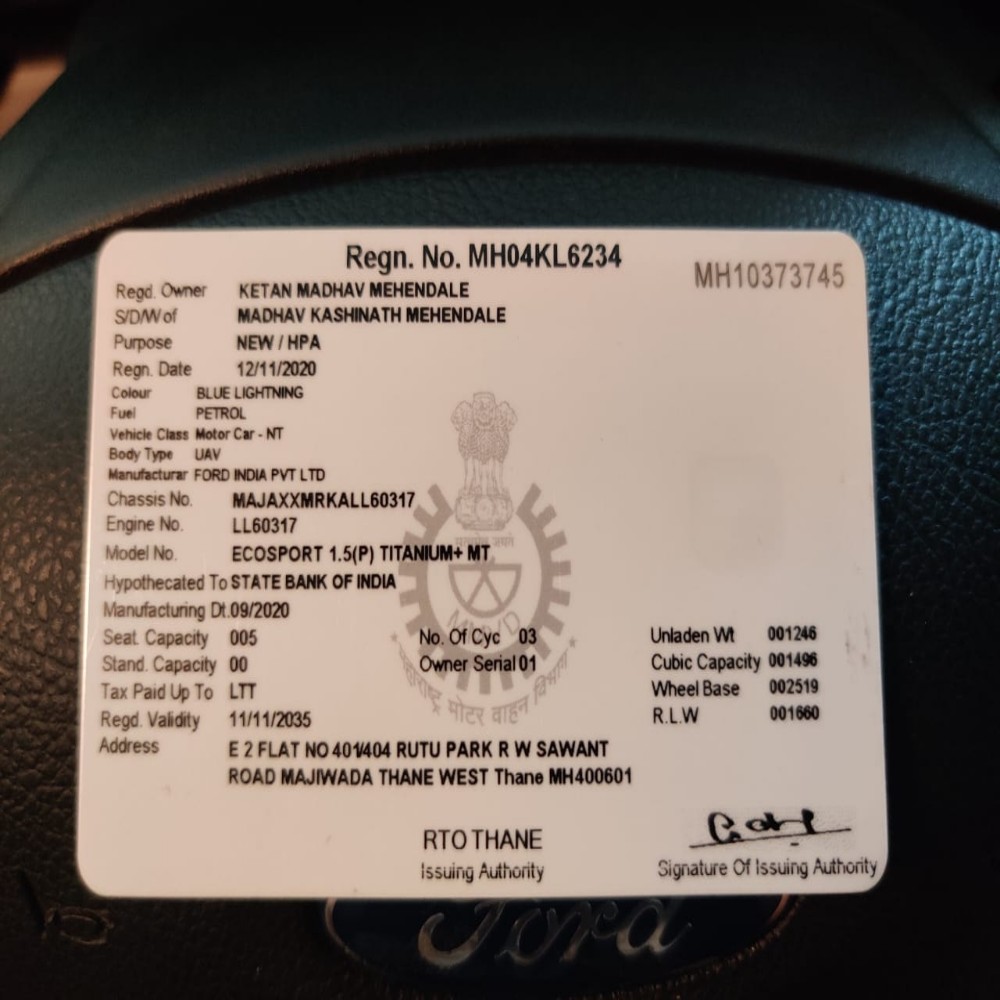 Regn. No. MH04KL6234
MH10373745
Regd. Owner KETAN MADHAV MEHENDALE
S/D/W of MADHAV KASHINATH MEHENDALE
Purpose NEW / HPA
Regn. Date 12/11/2020
Colour BLUE LIGHTNING
Fuel PETROL
Vehicle Class Motor Car - NT
Body Type UAV
Manufacturar FORD INDIA PVT LTD
Chassis No. MAJAXXMRKALL60317
Engine No. LL60317
Model No. ECOSPORT 1.5(P) TITANIUM+ MT
Hypothecated To STATE BANK OF INDIA
Manufacturing Dt. 09/2020
Seat Capacity 005 No. Of Cyc 03 Unladen Wt 001246
Stand. Capacity 00 Owner Serial 01 Cubic Capacity 001496
Tax Paid Up To LTT Wheel Base 002519
Regd. Validity 11/11/2035 R.L.W 001660
Address E 2 FLAT NO 401/404 RUTU PARK R W SAWANT
ROAD MAJIWADA THANE WEST Thane MH400601
RTO THANE
Issuing Authority
Signature Of Issuing Authority
सत्यमेव जयते
महाराष्ट्र मोटर वाहन विभाग
Ford